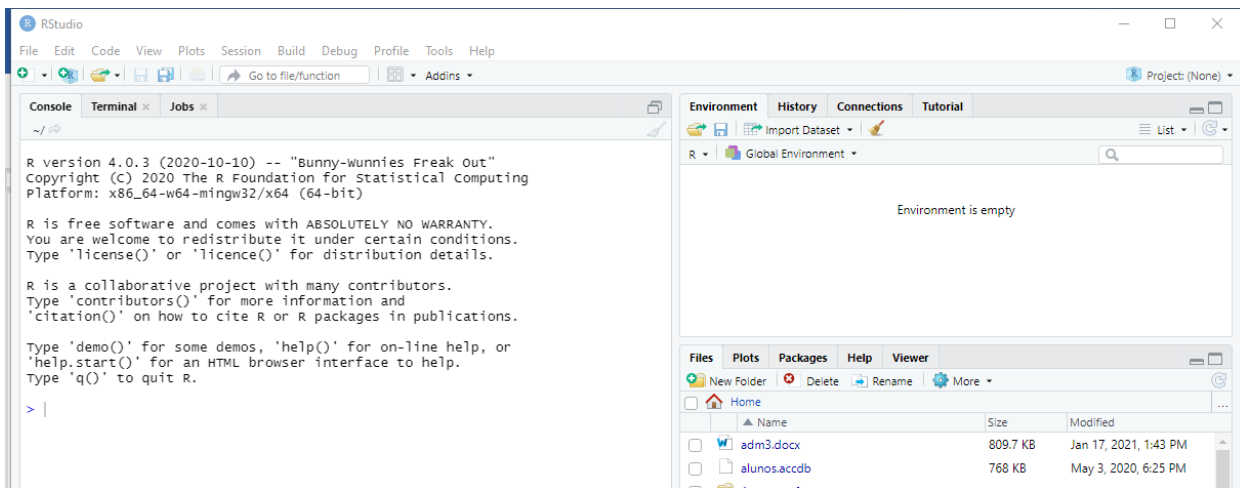 RStudio
File Edit Code View Plots Session Build Debug Profile Tools Help
Go to file/function Addins Project: (None)
Console Terminal Jobs
~/
R version 4.0.3 (2020-10-10) -- "Bunny-Wunnies Freak Out"
Copyright (C) 2020 The R Foundation for Statistical Computing
Platform: x86_64-w64-mingw32/x64 (64-bit)
R is free software and comes with ABSOLUTELY NO WARRANTY.
You are welcome to redistribute it under certain conditions.
Type 'license()' or 'licence()' for distribution details.
R is a collaborative project with many contributors.
Type 'contributors()' for more information and
'citation()' on how to cite R or R packages in publications.
Type 'demo()' for some demos, 'help()' for on-line help, or
'help.start()' for an HTML browser interface to help.
Type 'q()' to quit R.
>
Environment History Connections Tutorial
Import Dataset List
R Global Environment
Environment is empty
Files Plots Packages Help Viewer
New Folder Delete Rename More
Home ...
Name Size Modified
adm3.docx 809.7 KB Jan 17, 2021, 1:43 PM
alunos.accdb 768 KB May 3, 2020, 6:25 PM